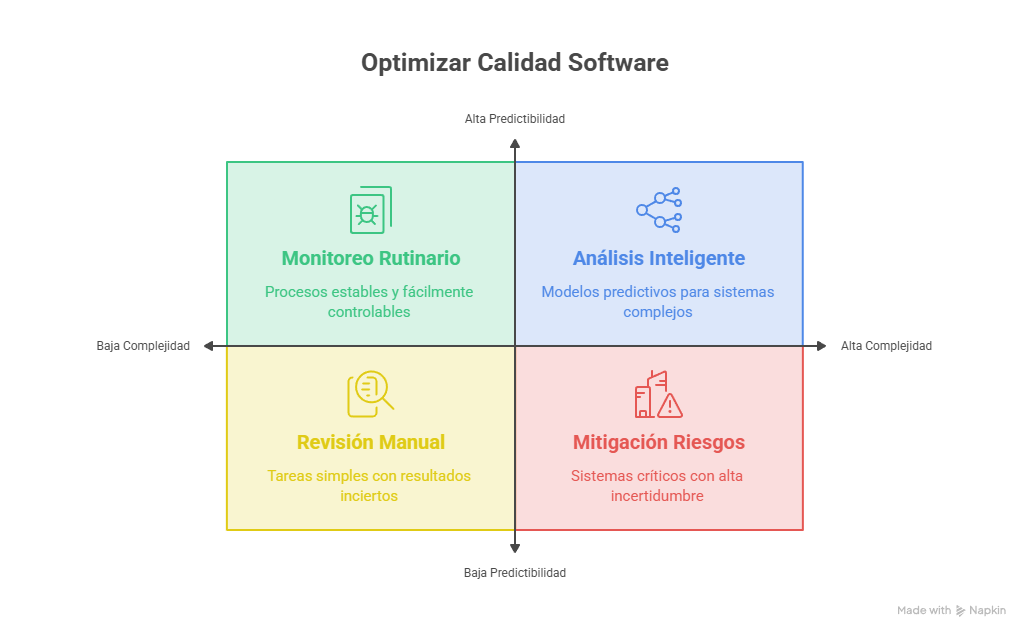 Optimizar Calidad Software
Alta Predictibilidad
Monitoreo Rutinario
Procesos estables y fácilmente
controlables
Análisis Inteligente
Modelos predictivos para sistemas
complejos
Baja Complejidad
Alta Complejidad
Revisión Manual
Tareas simples con resultados
inciertos
Mitigación Riesgos
Sistemas críticos con alta
incertidumbre
Baja Predictibilidad
Made with Napkin